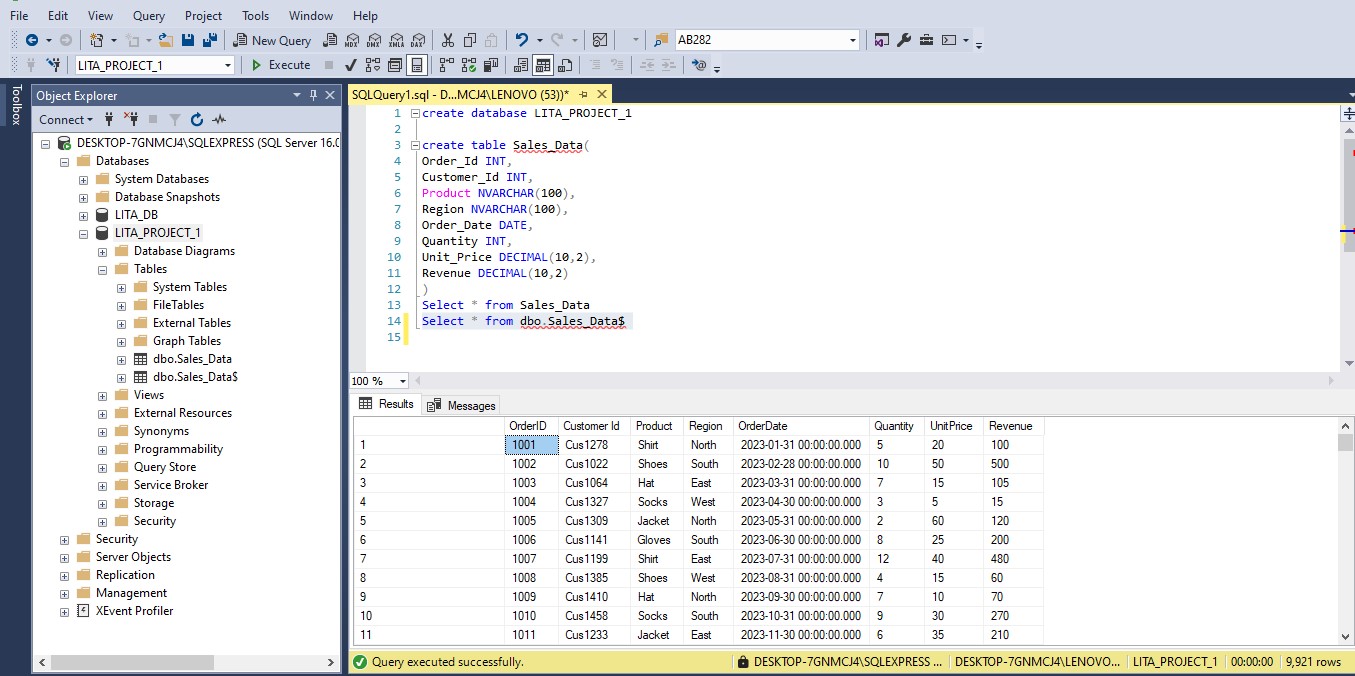 File Edit View Query Project Tools Window Help
New Query MDX DMX XMLA DAX AB282
LITA_PROJECT_1 Execute
Toolbox
Object Explorer
Connect
DESKTOP-7GNMCJ4\SQLEXPRESS (SQL Server 16.0
Databases
System Databases
Database Snapshots
LITA_DB
LITA_PROJECT_1
Database Diagrams
Tables
System Tables
FileTables
External Tables
Graph Tables
dbo.Sales_Data
dbo.Sales_Data$
Views
External Resources
Synonyms
Programmability
Query Store
Service Broker
Storage
Security
Security
Server Objects
Replication
Management
XEvent Profiler
SQLQuery1.sql - D...MCJ4\LENOVO (53))*
1 create database LITA_PROJECT_1
2
3 create table Sales_Data(
4 Order_Id INT,
5 Customer_Id INT,
6 Product NVARCHAR(100),
7 Region NVARCHAR(100),
8 Order_Date DATE,
9 Quantity INT,
10 Unit_Price DECIMAL(10,2),
11 Revenue DECIMAL(10,2)
12 )
13 Select * from Sales_Data
14 Select * from dbo.Sales_Data$
15
100 %
Results Messages
OrderID Customer Id Product Region OrderDate Quantity UnitPrice Revenue
1 1001 Cus1278 Shirt North 2023-01-31 00:00:00.000 5 20 100
2 1002 Cus1022 Shoes South 2023-02-28 00:00:00.000 10 50 500
3 1003 Cus1064 Hat East 2023-03-31 00:00:00.000 7 15 105
4 1004 Cus1327 Socks West 2023-04-30 00:00:00.000 3 5 15
5 1005 Cus1309 Jacket North 2023-05-31 00:00:00.000 2 60 120
6 1006 Cus1141 Gloves South 2023-06-30 00:00:00.000 8 25 200
7 1007 Cus1199 Shirt East 2023-07-31 00:00:00.000 12 40 480
8 1008 Cus1385 Shoes West 2023-08-31 00:00:00.000 4 15 60
9 1009 Cus1410 Hat North 2023-09-30 00:00:00.000 7 10 70
10 1010 Cus1458 Socks South 2023-10-31 00:00:00.000 9 30 270
11 1011 Cus1233 Jacket East 2023-11-30 00:00:00.000 6 35 210
Query executed successfully. DESKTOP-7GNMCJ4\SQLEXPRESS ... DESKTOP-7GNMCJ4\LENOVO... LITA_PROJECT_1 00:00:00 9,921 rows